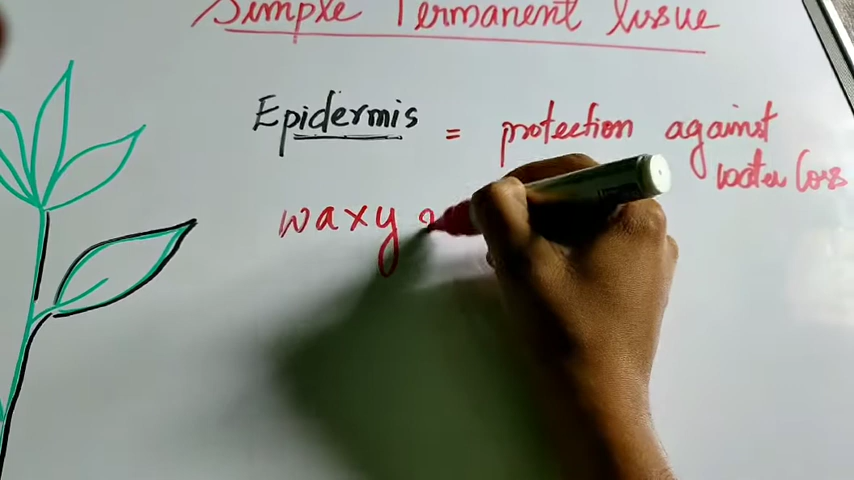 Simple Permanent Tissue
Epidermis = protection against
water loss
waxy